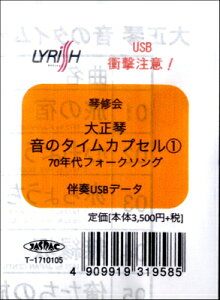 LYRISH
USB
衝撃注意!
琴修会
大正琴
音のタイムカプセル①
70年代フォークソング
伴奏USBデータ
定価[本体3,500円+税]
JASRAC
T-1710105
4 909919 319585